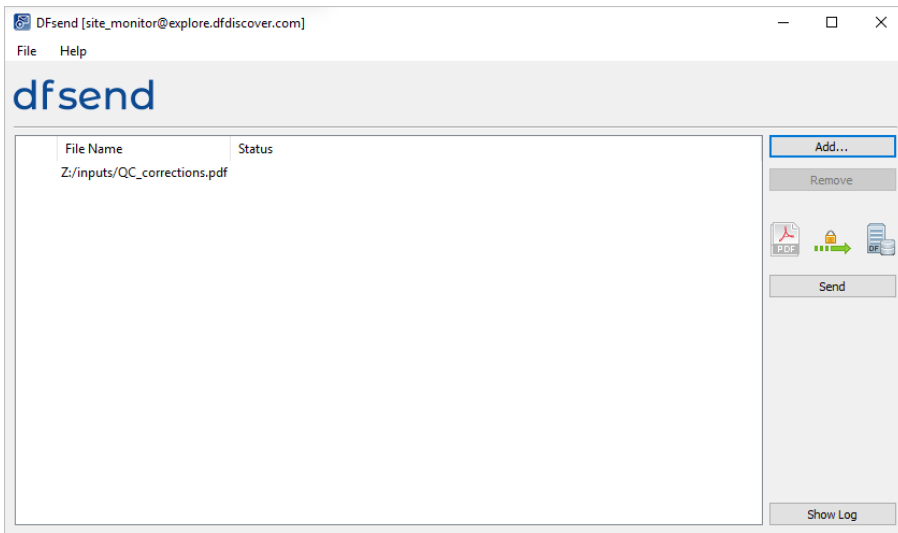 DFsend [site_monitor@explore.dfdiscover.com]
File Help
dfsend
File Name Status
Z:/inputs/QC_corrections.pdf
Add...
Remove
PDF
DF
Send
Show Log